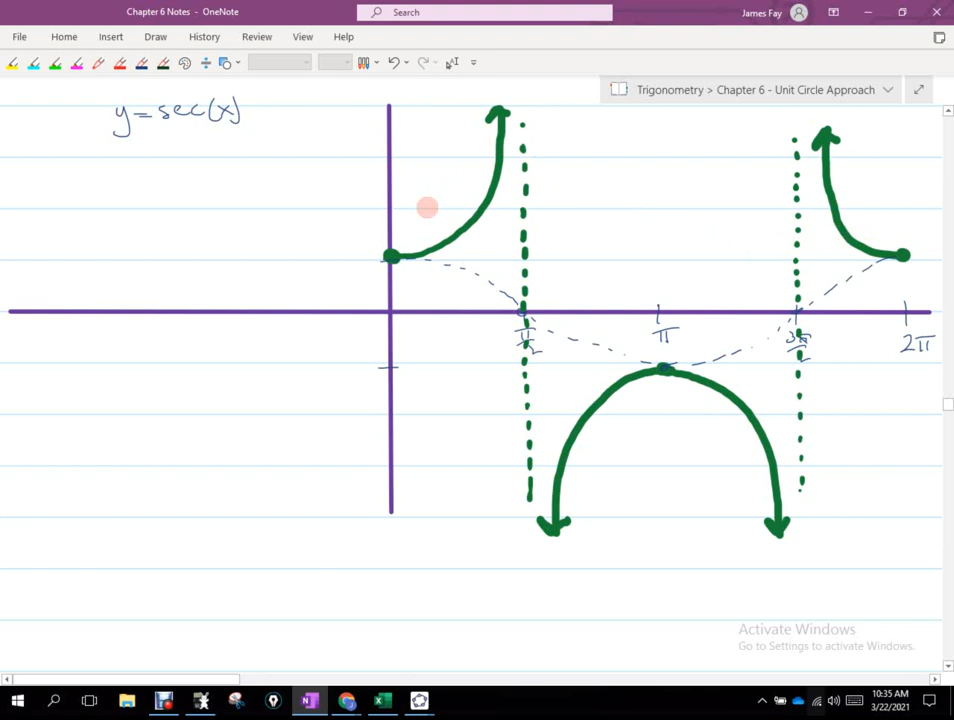 Chapter 6 Notes - OneNote
Search
James Fay
File Home Insert Draw History Review View Help
Trigonometry > Chapter 6 - Unit Circle Approach
y = sec(x)
π/2
π
3π/2
2π
Activate Windows
Go to Settings to activate Windows.
10:35 AM
3/22/2021